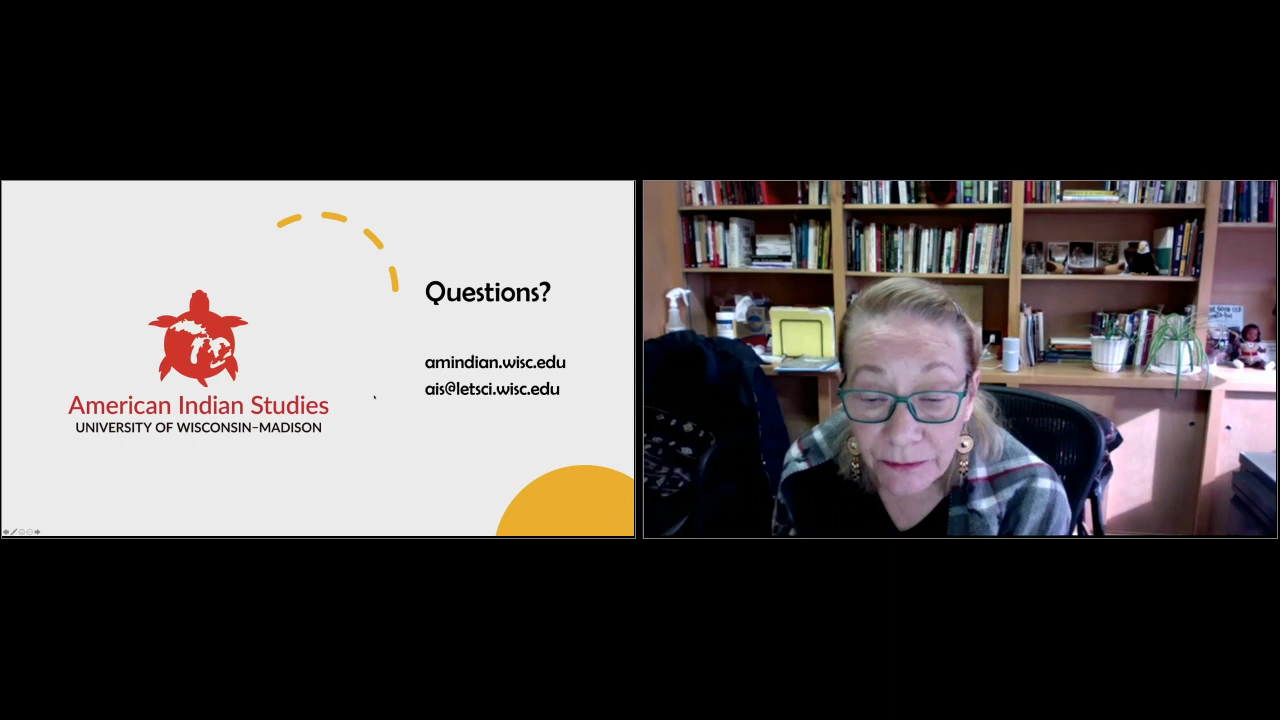 Questions?
amindian.wisc.edu
ais@letsci.wisc.edu
American Indian Studies
UNIVERSITY OF WISCONSIN–MADISON